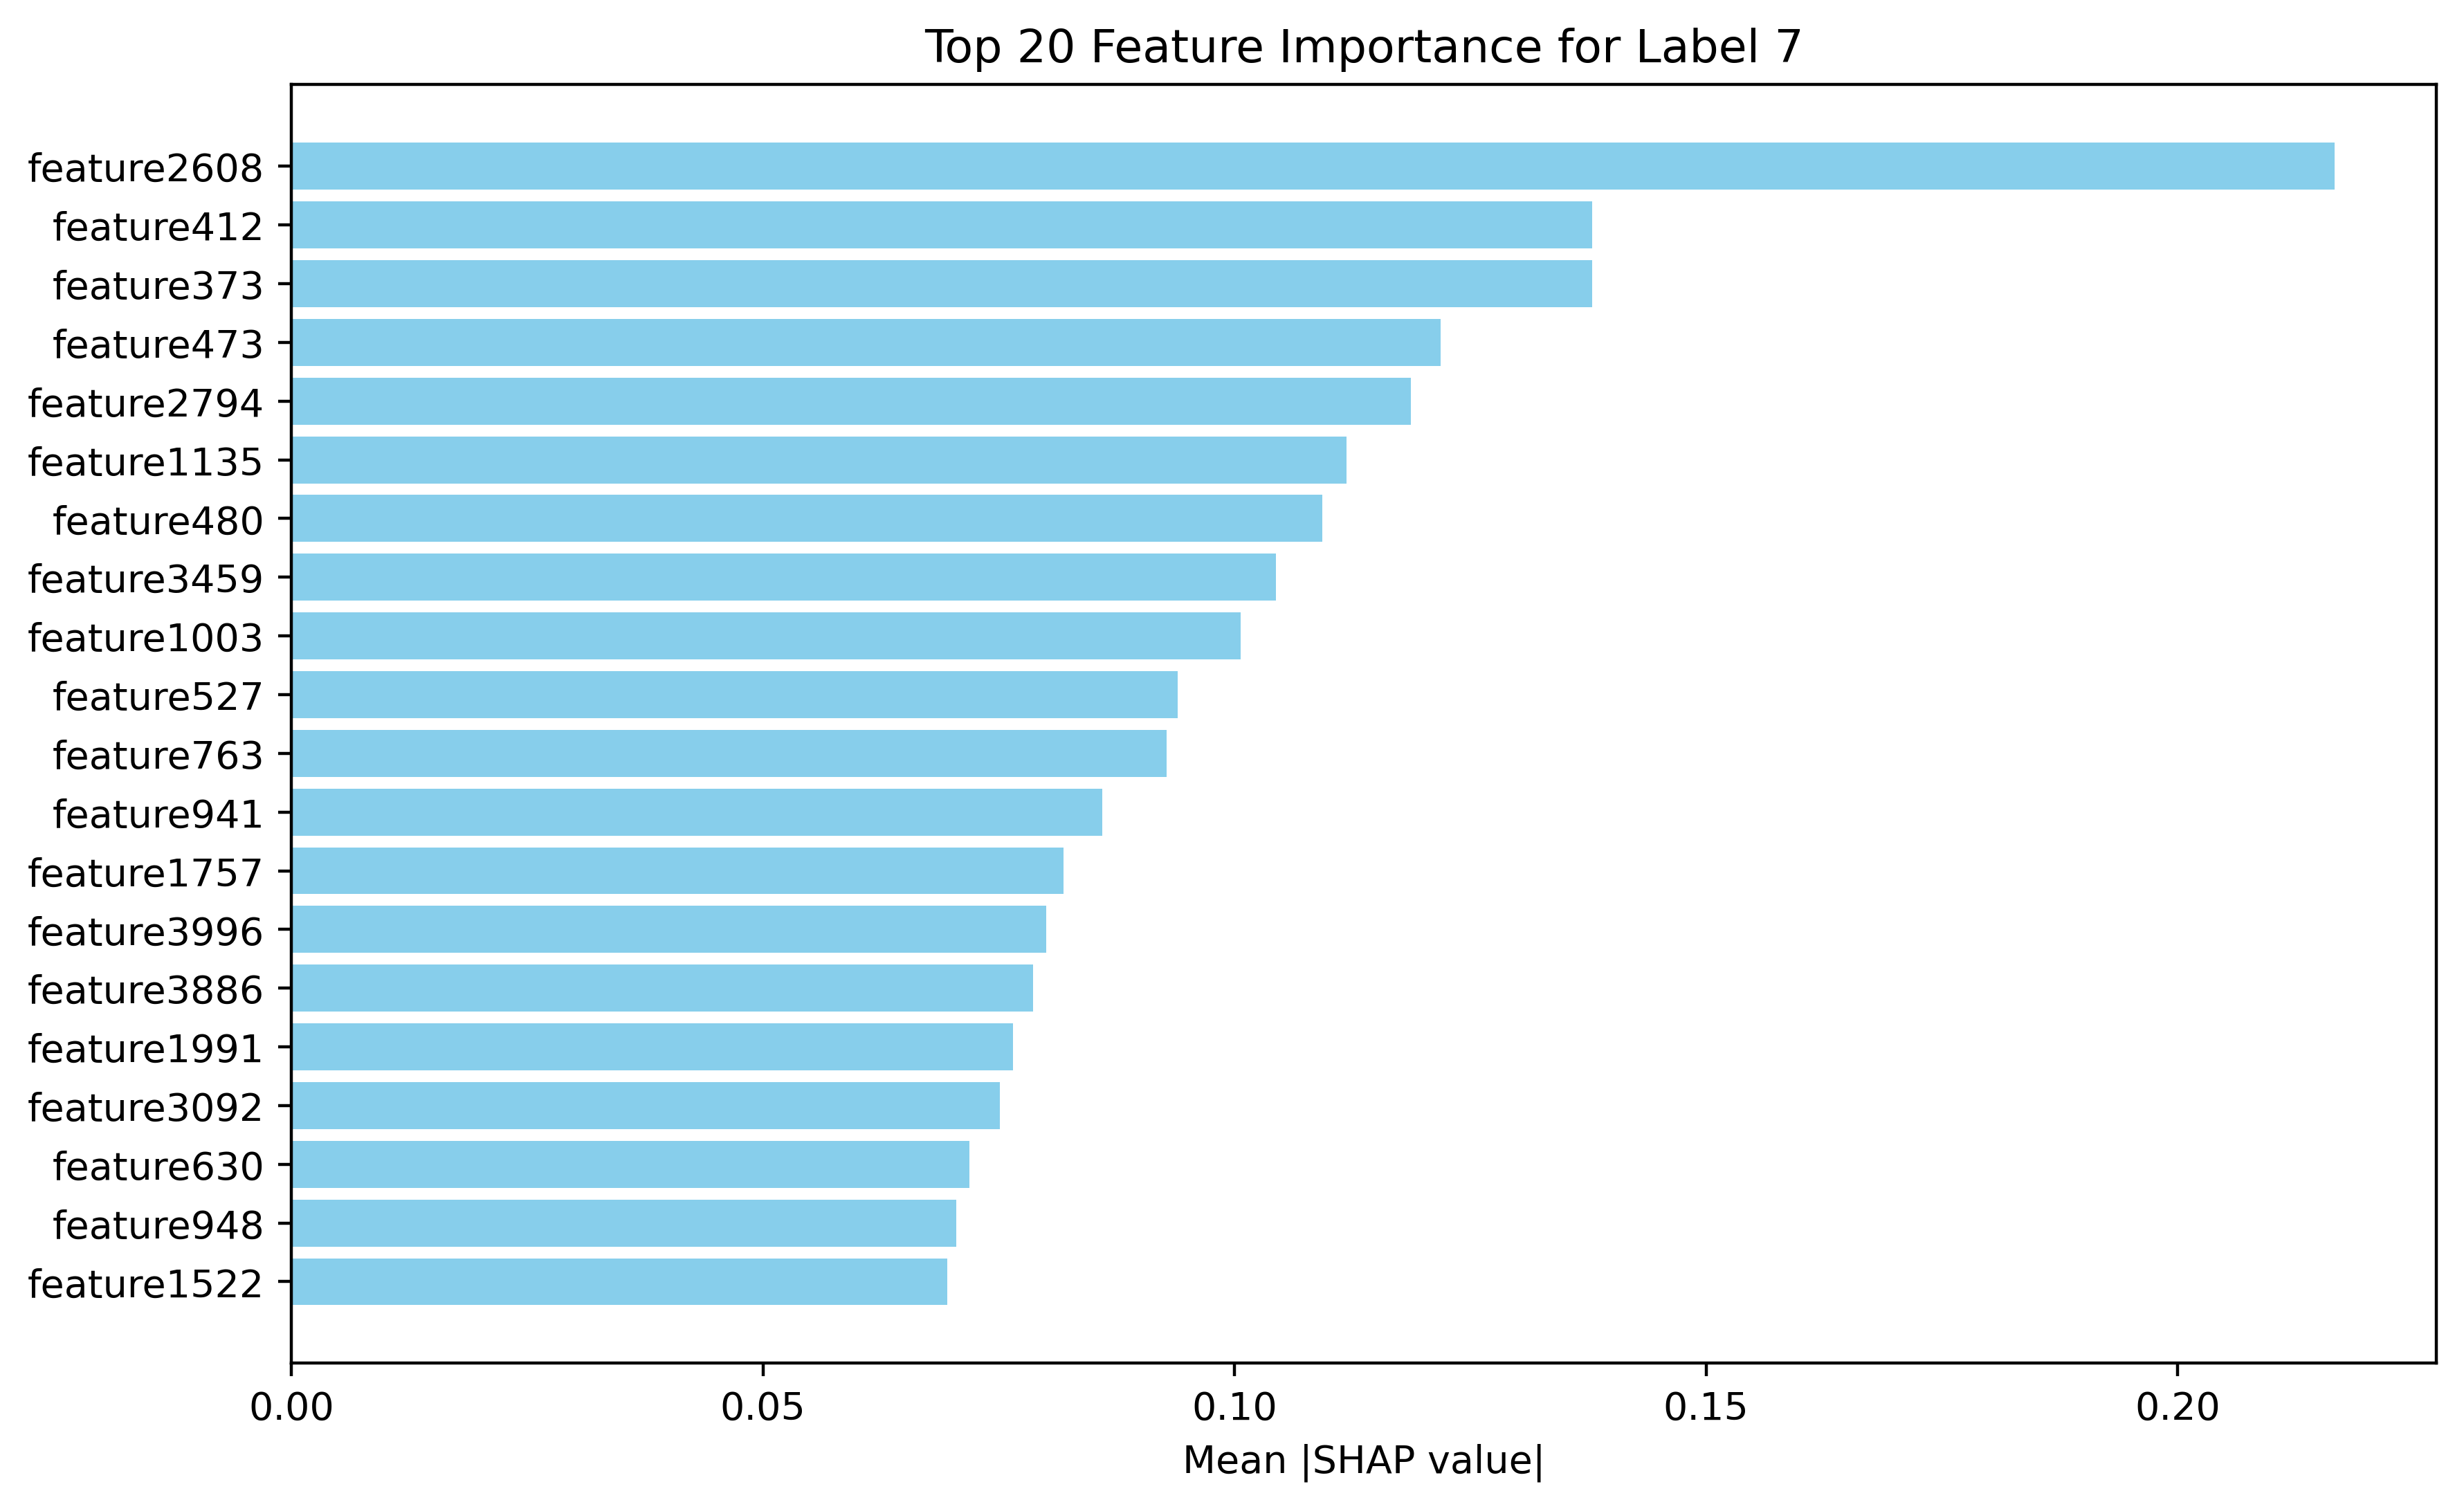 Top 20 Feature Importance for Label 7
feature2608
feature412
feature373
feature473
feature2794
feature1135
feature480
feature3459
feature1003
feature527
feature763
feature941
feature1757
feature3996
feature3886
feature1991
feature3092
feature630
feature948
feature1522
0.00 0.05 0.10 0.15 0.20
Mean |SHAP value|